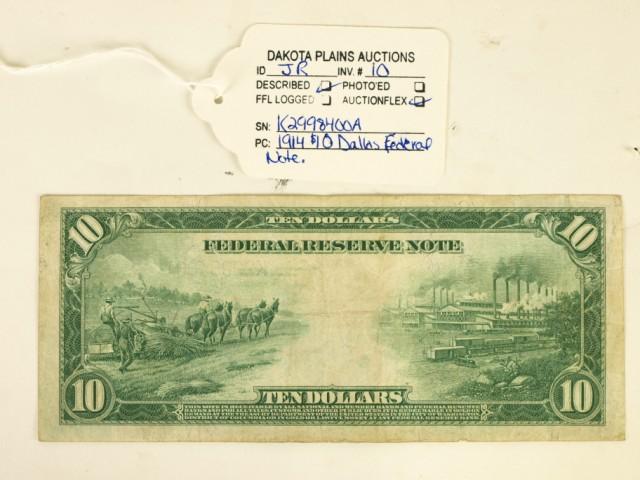 DAKOTA PLAINS AUCTIONS
ID JR INV. # 10
DESCRIBED PHOTO'ED
FFL LOGGED AUCTIONFLEX
SN: K2998400A
PC: 1914 $10 Dallas Federal
Note.
10 TEN DOLLARS 10
FEDERAL RESERVE NOTE
10 TEN DOLLARS 10